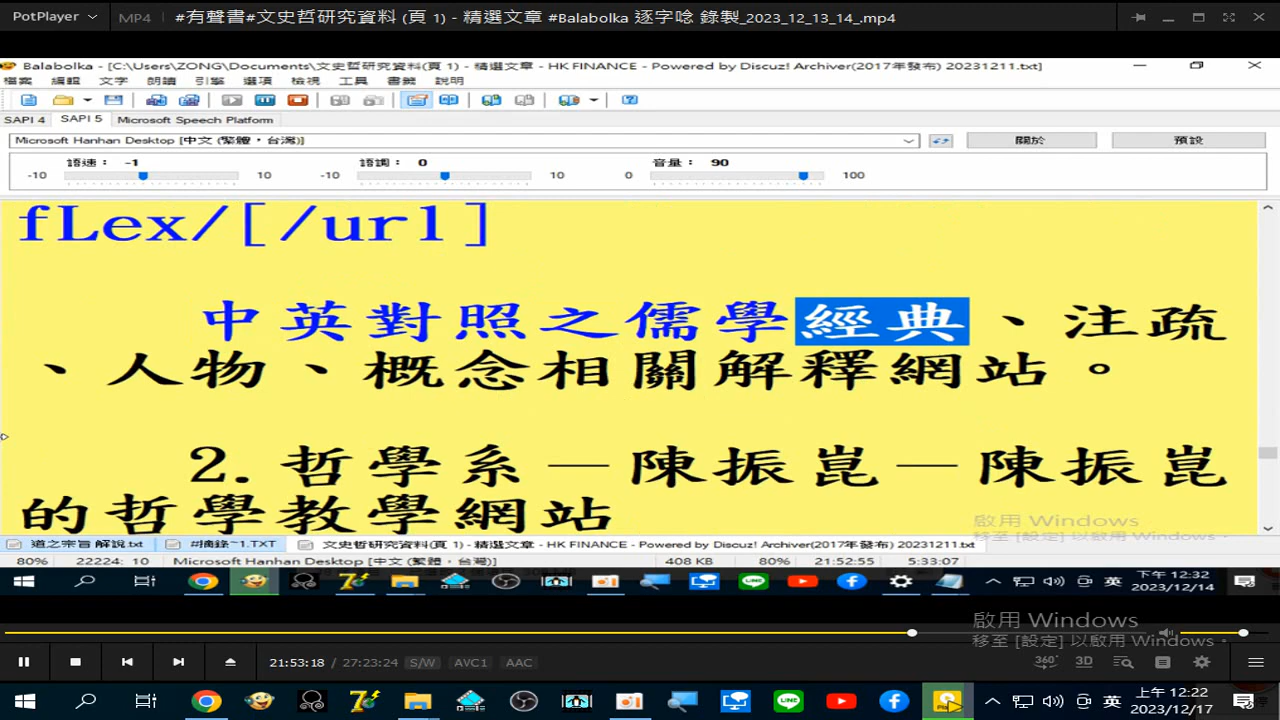 PotPlayer MP4 #有聲書#文史哲研究資料 (頁 1) - 精選文章 #Balabolka 逐字唸 錄製_2023_12_13_14_.mp4
Balabolka - [C:\Users\ZONG\Documents\文史哲研究資料(頁 1) - 精選文章 - HK FINANCE - Powered by Discuz! Archiver(2017年發布) 20231211.txt]
檔案 編輯 文字 朗讀 引擎 選項 檢視 工具 書籤 說明
SAPI 4 SAPI 5 Microsoft Speech Platform
Microsoft Hanhan Desktop [中文 (繁體，台灣)] 關於 預設
語速： -1 語調： 0 音量： 90
-10 10 -10 10 0 100
fLex/[/url]
中英對照之儒學經典、注疏
、人物、概念相關解釋網站。
2.哲學系—陳振崑—陳振崑
的哲學教學網站
啟用 Windows
移至 [設定] 以啟用 Windows。
道之宗旨 解說.txt #摘錄~1.TXT 文史哲研究資料(頁 1) - 精選文章 - HK FINANCE - Powered by Discuz! Archiver(2017年發布) 20231211.txt
80% 22224: 10 Microsoft Hanhan Desktop [中文 (繁體，台灣)] 408 KB 80% 21:52:55 5:33:07
英 下午 12:32
2023/12/14
啟用 Windows
移至 [設定] 以啟用 Windows。
21:53:18 / 27:23:24 S/W AVC1 AAC 360° 3D
英 上午 12:22
2023/12/17